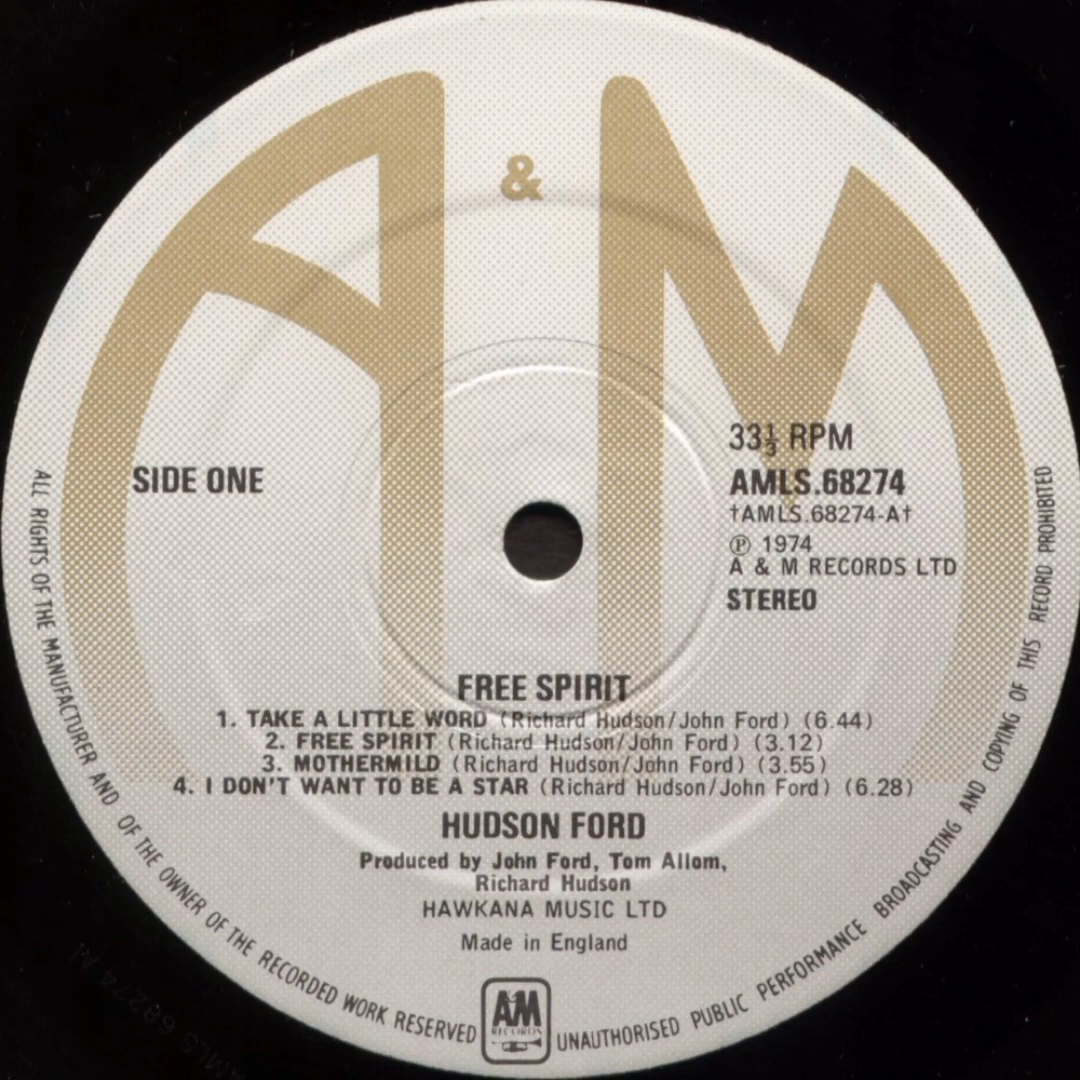 A & M
33⅓ RPM
SIDE ONE
AMLS.68274
†AMLS.68274-A†
℗ 1974
A & M RECORDS LTD
STEREO
FREE SPIRIT
1. TAKE A LITTLE WORD (Richard Hudson/John Ford) (6.44)
2. FREE SPIRIT (Richard Hudson/John Ford) (3.12)
3. MOTHERMILD (Richard Hudson/John Ford) (3.55)
4. I DON'T WANT TO BE A STAR (Richard Hudson/John Ford) (6.28)
HUDSON FORD
Produced by John Ford, Tom Allom,
Richard Hudson
HAWKANA MUSIC LTD
Made in England
AM
RECORDS
ALL RIGHTS OF THE MANUFACTURER AND OF THE OWNER OF THE RECORDED WORK RESERVED
UNAUTHORISED PUBLIC PERFORMANCE BROADCASTING AND COPYING OF THIS RECORD PROHIBITED